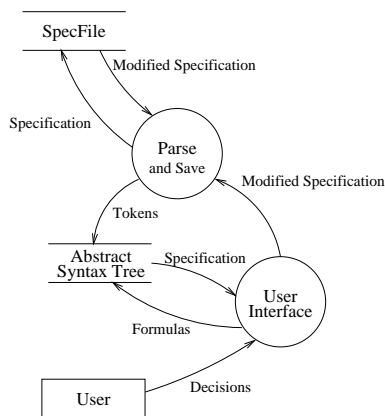 SpecFile
Modified Specification
Specification
Parse
and Save
Modified Specification
Tokens
Abstract
Syntax Tree
Specification
User
Interface
Formulas
User
Decisions